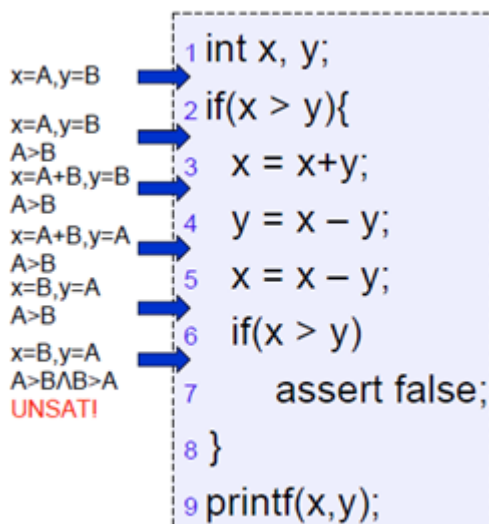 x=A,y=B
x=A,y=B
A>B
x=A+B,y=B
A>B
x=A+B,y=A
A>B
x=B,y=A
A>B
x=B,y=A
A>B∧B>A
UNSAT!
1 int x, y;
2 if(x > y){
3 x = x+y;
4 y = x – y;
5 x = x – y;
6 if(x > y)
7 assert false;
8 }
9 printf(x,y);